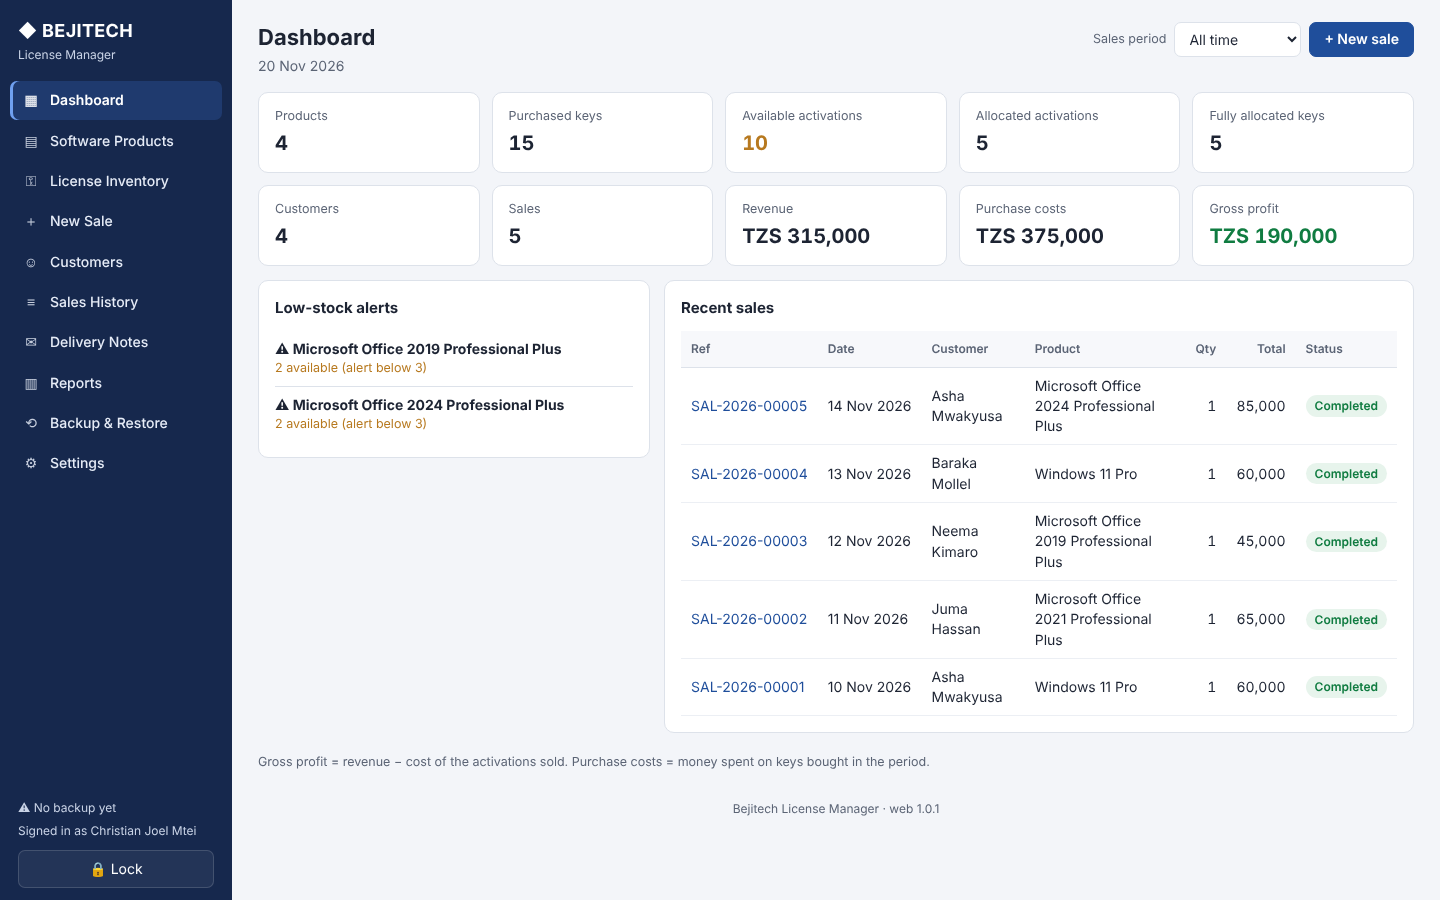 ◆ BEJITECH
License Manager
Dashboard
Software Products
License Inventory
+ New Sale
Customers
Sales History
Delivery Notes
Reports
Backup & Restore
Settings
⚠ No backup yet
Signed in as Christian Joel Mtei
🔒 Lock
Dashboard
20 Nov 2026
Sales period
All time
+ New sale
Products
4
Purchased keys
15
Available activations
10
Allocated activations
5
Fully allocated keys
5
Customers
4
Sales
5
Revenue
TZS 315,000
Purchase costs
TZS 375,000
Gross profit
TZS 190,000
Low-stock alerts
⚠ Microsoft Office 2019 Professional Plus
2 available (alert below 3)
⚠ Microsoft Office 2024 Professional Plus
2 available (alert below 3)
Recent sales
Ref Date Customer Product Qty Total Status
SAL-2026-00005 14 Nov 2026 Asha Mwakyusa Microsoft Office 2024 Professional Plus 1 85,000 Completed
SAL-2026-00004 13 Nov 2026 Baraka Mollel Windows 11 Pro 1 60,000 Completed
SAL-2026-00003 12 Nov 2026 Neema Kimaro Microsoft Office 2019 Professional Plus 1 45,000 Completed
SAL-2026-00002 11 Nov 2026 Juma Hassan Microsoft Office 2021 Professional Plus 1 65,000 Completed
SAL-2026-00001 10 Nov 2026 Asha Mwakyusa Windows 11 Pro 1 60,000 Completed
Gross profit = revenue − cost of the activations sold. Purchase costs = money spent on keys bought in the period.
Bejitech License Manager · web 1.0.1